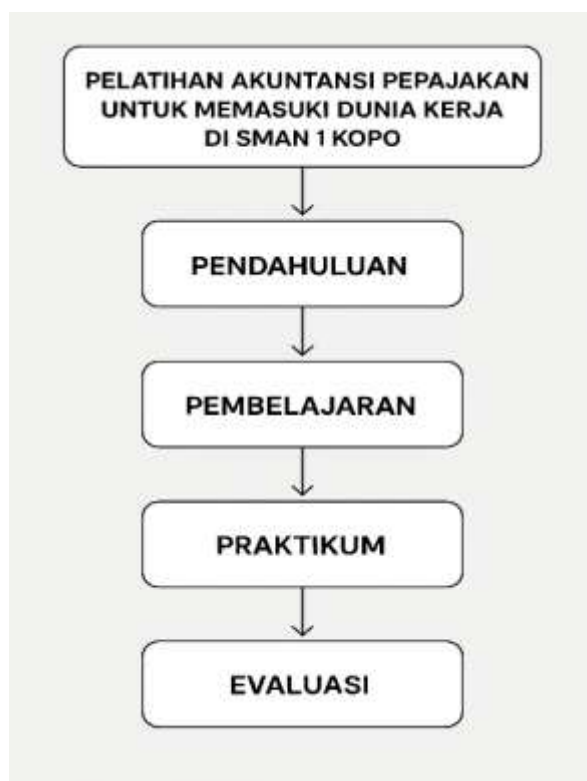 PELATIHAN AKUNTANSI PEPAJAKAN
UNTUK MEMASUKI DUNIA KERJA
DI SMAN 1 KOPO
PENDAHULUAN
PEMBELAJARAN
PRAKTIKUM
EVALUASI